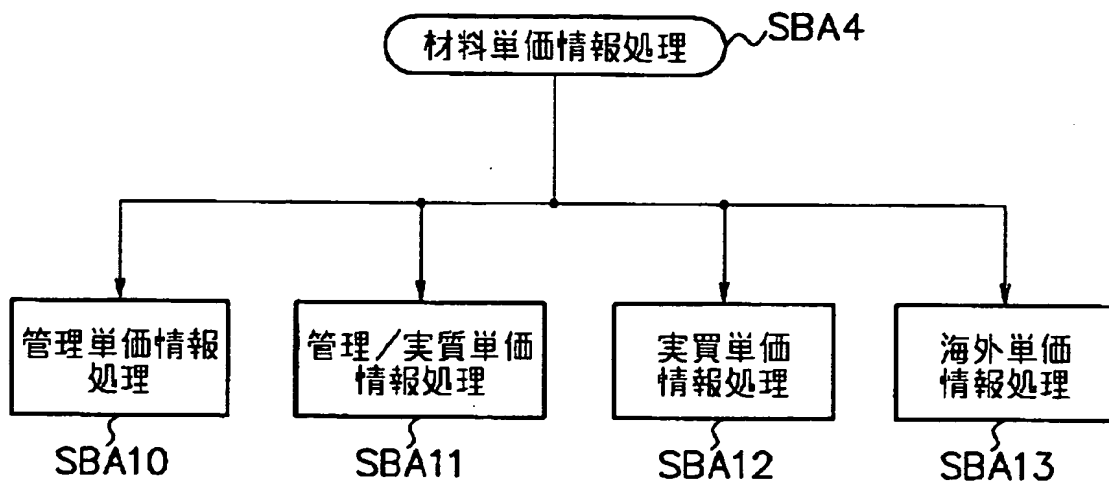 材料単価情報処理
SBA4
管理単価情報
処理
管理／実質単価
情報処理
実買単価
情報処理
海外単価
情報処理
SBA10
SBA11
SBA12
SBA13